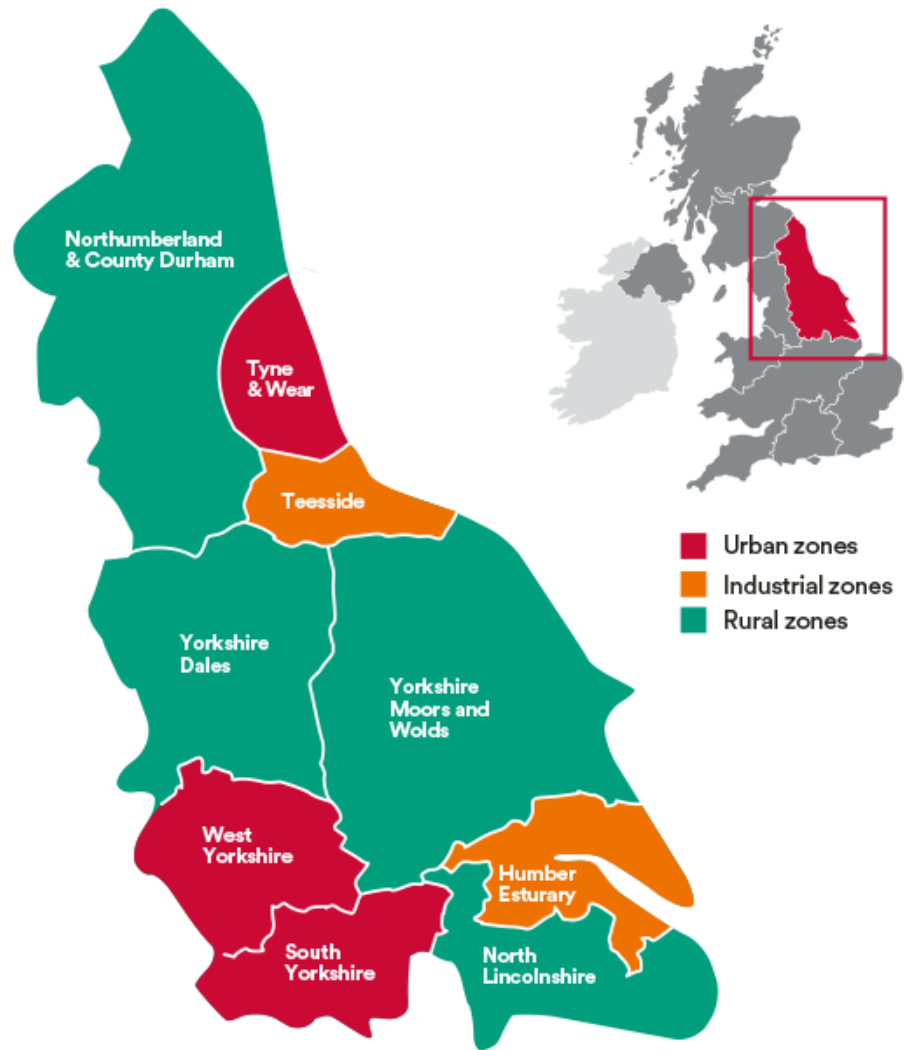 Northumberland
& County Durham
Tyne
& Wear
Teesside
Urban zones
Industrial zones
Rural zones
Yorkshire
Dales
Yorkshire
Moors and
Wolds
West
Yorkshire
Humber
Esturary
South
Yorkshire
North
Lincolnshire